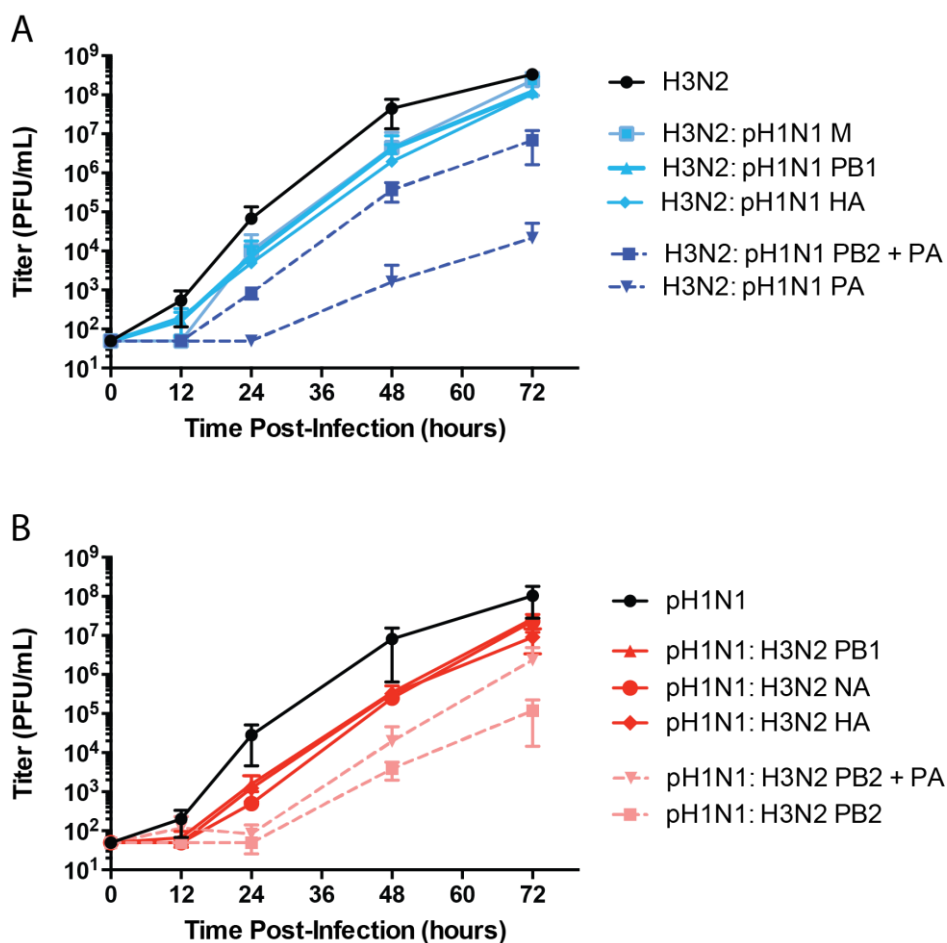 A
10⁹
10⁸
10⁷
10⁶
10⁵
10⁴
10³
10²
10¹
Titer (PFU/mL)
0 12 24 36 48 60 72
Time Post-Infection (hours)
H3N2
H3N2: pH1N1 M
H3N2: pH1N1 PB1
H3N2: pH1N1 HA
H3N2: pH1N1 PB2 + PA
H3N2: pH1N1 PA
B
10⁹
10⁸
10⁷
10⁶
10⁵
10⁴
10³
10²
10¹
Titer (PFU/mL)
0 12 24 36 48 60 72
Time Post-Infection (hours)
pH1N1
pH1N1: H3N2 PB1
pH1N1: H3N2 NA
pH1N1: H3N2 HA
pH1N1: H3N2 PB2 + PA
pH1N1: H3N2 PB2